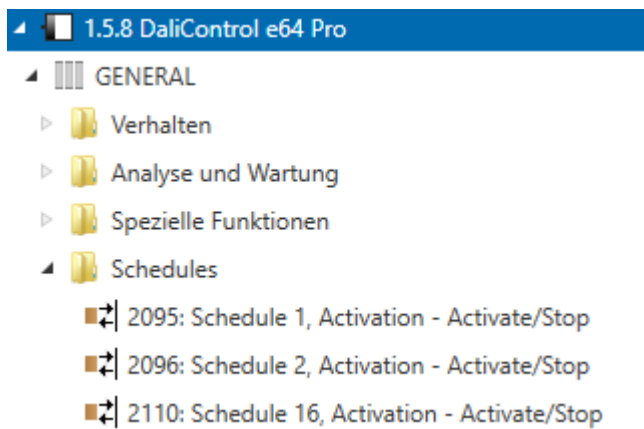 1.5.8 DaliControl e64 Pro
GENERAL
Verhalten
Analyse und Wartung
Spezielle Funktionen
Schedules
2095: Schedule 1, Activation - Activate/Stop
2096: Schedule 2, Activation - Activate/Stop
2110: Schedule 16, Activation - Activate/Stop